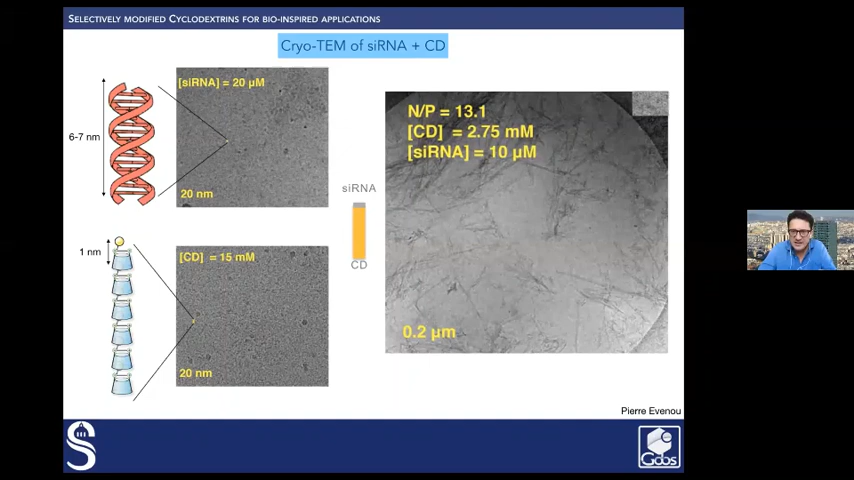 SELECTIVELY MODIFIED CYCLODEXTRINS FOR BIO-INSPIRED APPLICATIONS
Cryo-TEM of siRNA + CD
[siRNA] = 20 µM
6-7 nm
20 nm
1 nm
[CD] = 15 mM
20 nm
siRNA
CD
N/P = 13.1
[CD] = 2.75 mM
[siRNA] = 10 µM
0.2 µm
Pierre Evenou
S